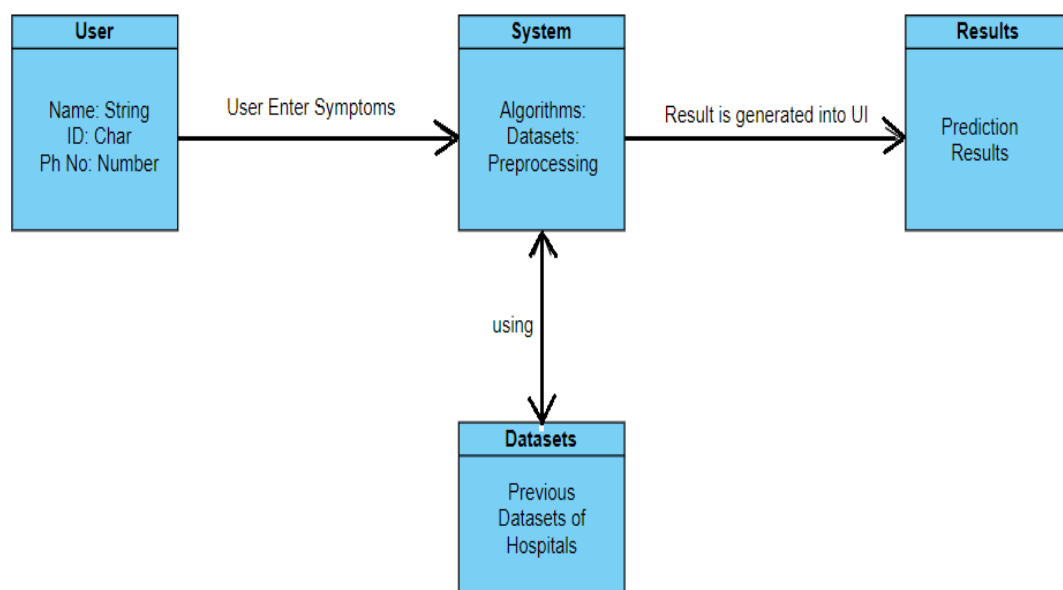 User
Name: String
ID: Char
Ph No: Number
User Enter Symptoms
System
Algorithms:
Datasets:
Preprocessing
Result is generated into UI
Results
Prediction
Results
using
Datasets
Previous
Datasets of
Hospitals